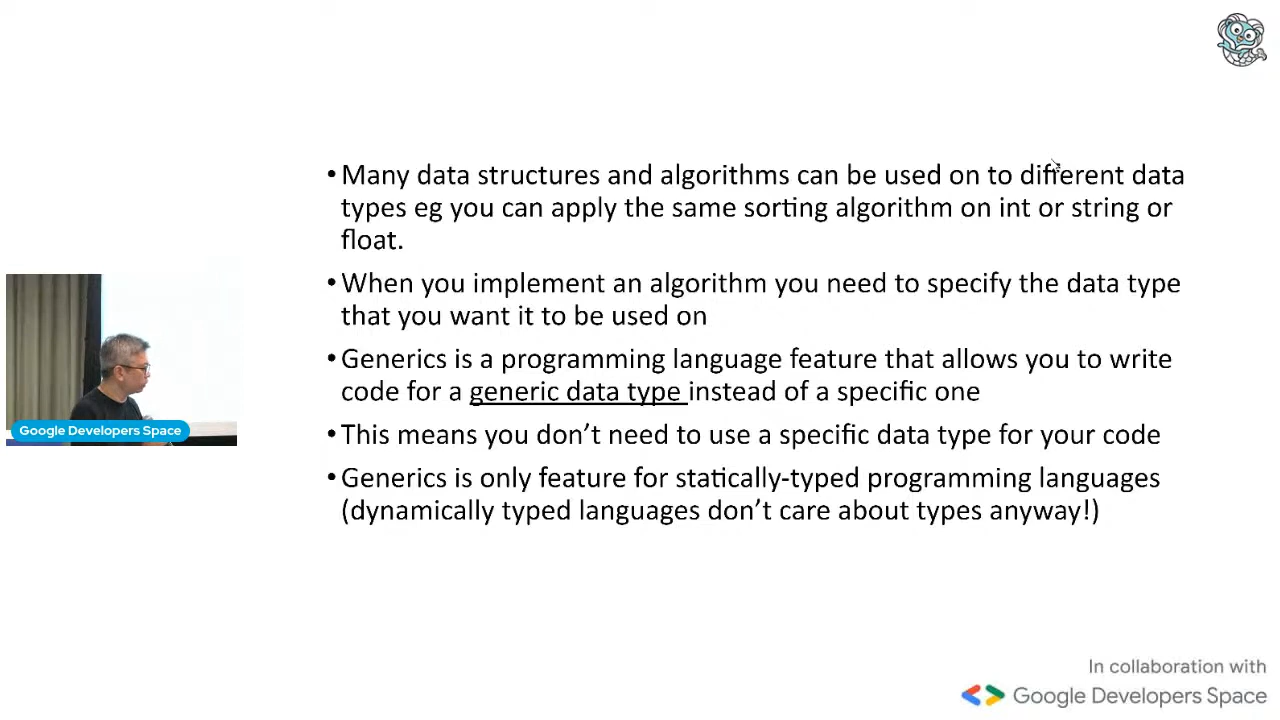 • Many data structures and algorithms can be used on to different data
types eg you can apply the same sorting algorithm on int or string or
float.
• When you implement an algorithm you need to specify the data type
that you want it to be used on
• Generics is a programming language feature that allows you to write
code for a generic data type instead of a specific one
• This means you don’t need to use a specific data type for your code
• Generics is only feature for statically-typed programming languages
(dynamically typed languages don’t care about types anyway!)
Google Developers Space
In collaboration with
Google Developers Space